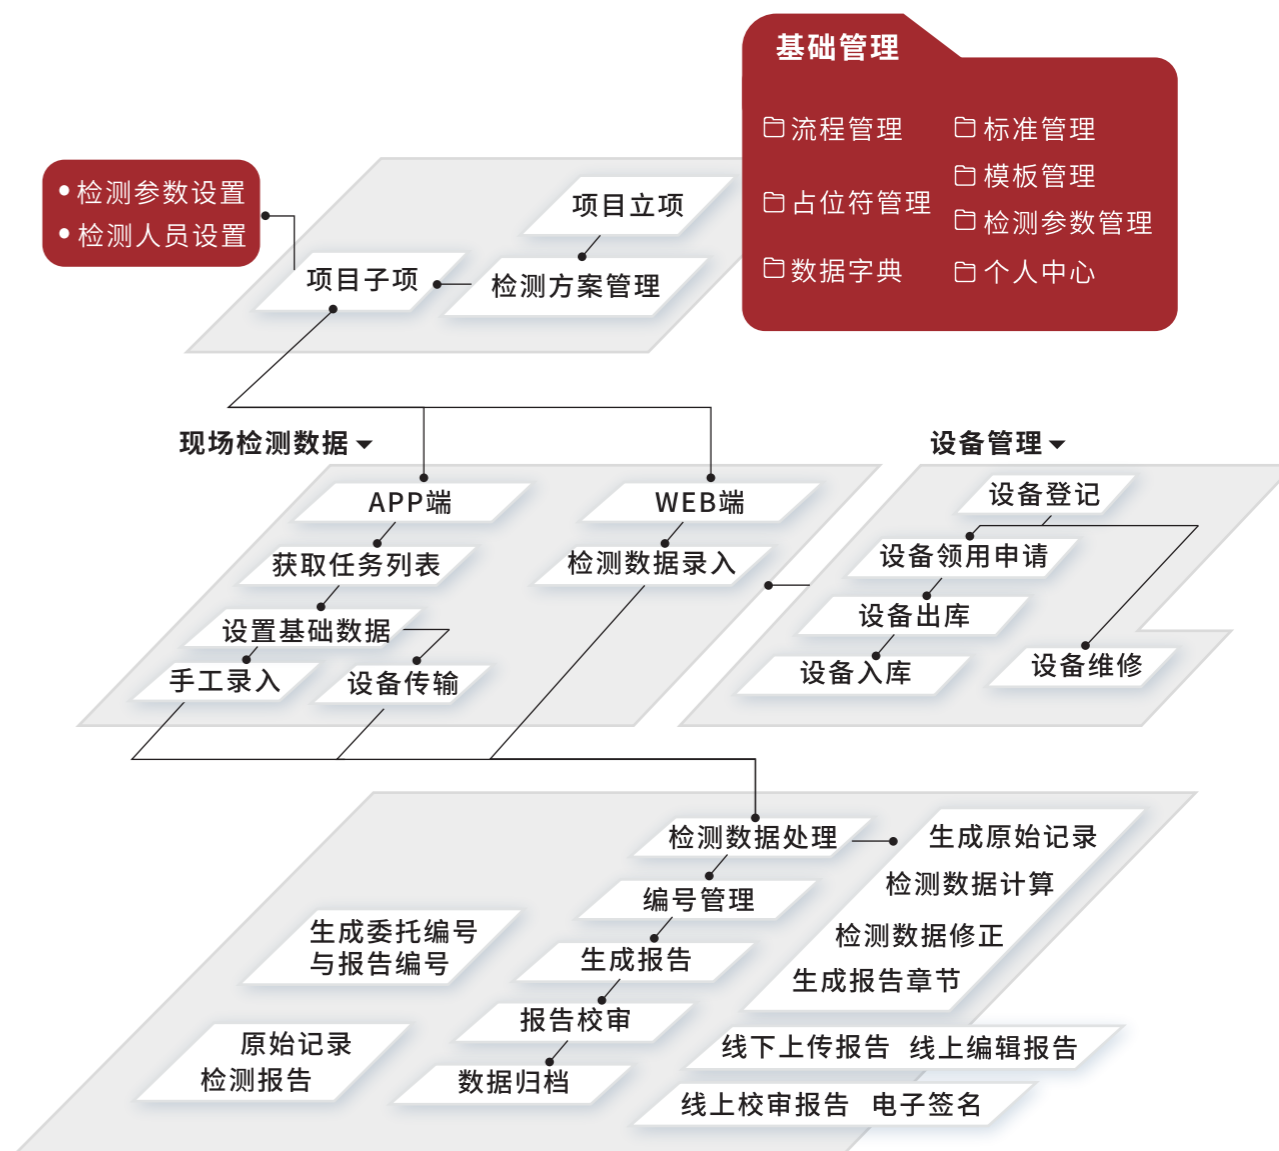 基础管理
流程管理
标准管理
模板管理
占位符管理
检测参数管理
数据字典
个人中心
检测参数设置
检测人员设置
项目立项
项目子项
检测方案管理
现场检测数据
设备管理
APP端
WEB端
获取任务列表
检测数据录入
设置基础数据
手工录入
设备传输
设备登记
设备领用申请
设备出库
设备入库
设备维修
检测数据处理
生成原始记录
检测数据计算
检测数据修正
生成报告章节
编号管理
生成委托编号
与报告编号
生成报告
报告校审
线下上传报告 线上编辑报告
原始记录
检测报告
数据归档
线上校审报告 电子签名